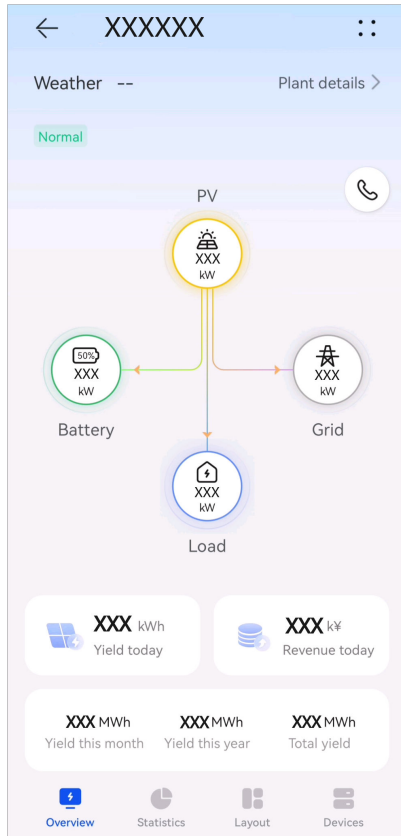 XXXXXX
Weather --
Plant details >
Normal
PV
XXX
kW
50%
XXX
kW
XXX
kW
Battery
Grid
XXX
kW
Load
XXX kWh
Yield today
XXX k¥
Revenue today
XXX MWh
XXX MWh
XXX MWh
Yield this month
Yield this year
Total yield
Overview
Statistics
Layout
Devices